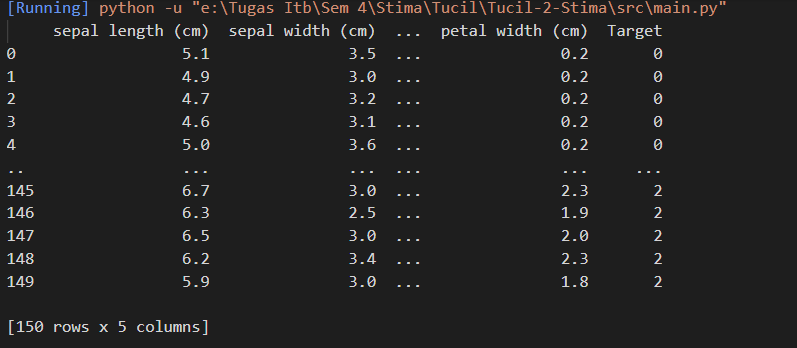 [Running] python -u "e:\Tugas Itb\Sem 4\Stima\Tucil\Tucil-2-Stima\src\main.py"
sepal length (cm) sepal width (cm) ... petal width (cm) Target
0 5.1 3.5 ... 0.2 0
1 4.9 3.0 ... 0.2 0
2 4.7 3.2 ... 0.2 0
3 4.6 3.1 ... 0.2 0
4 5.0 3.6 ... 0.2 0
.. ... ... ... ... ...
145 6.7 3.0 ... 2.3 2
146 6.3 2.5 ... 1.9 2
147 6.5 3.0 ... 2.0 2
148 6.2 3.4 ... 2.3 2
149 5.9 3.0 ... 1.8 2
[150 rows x 5 columns]